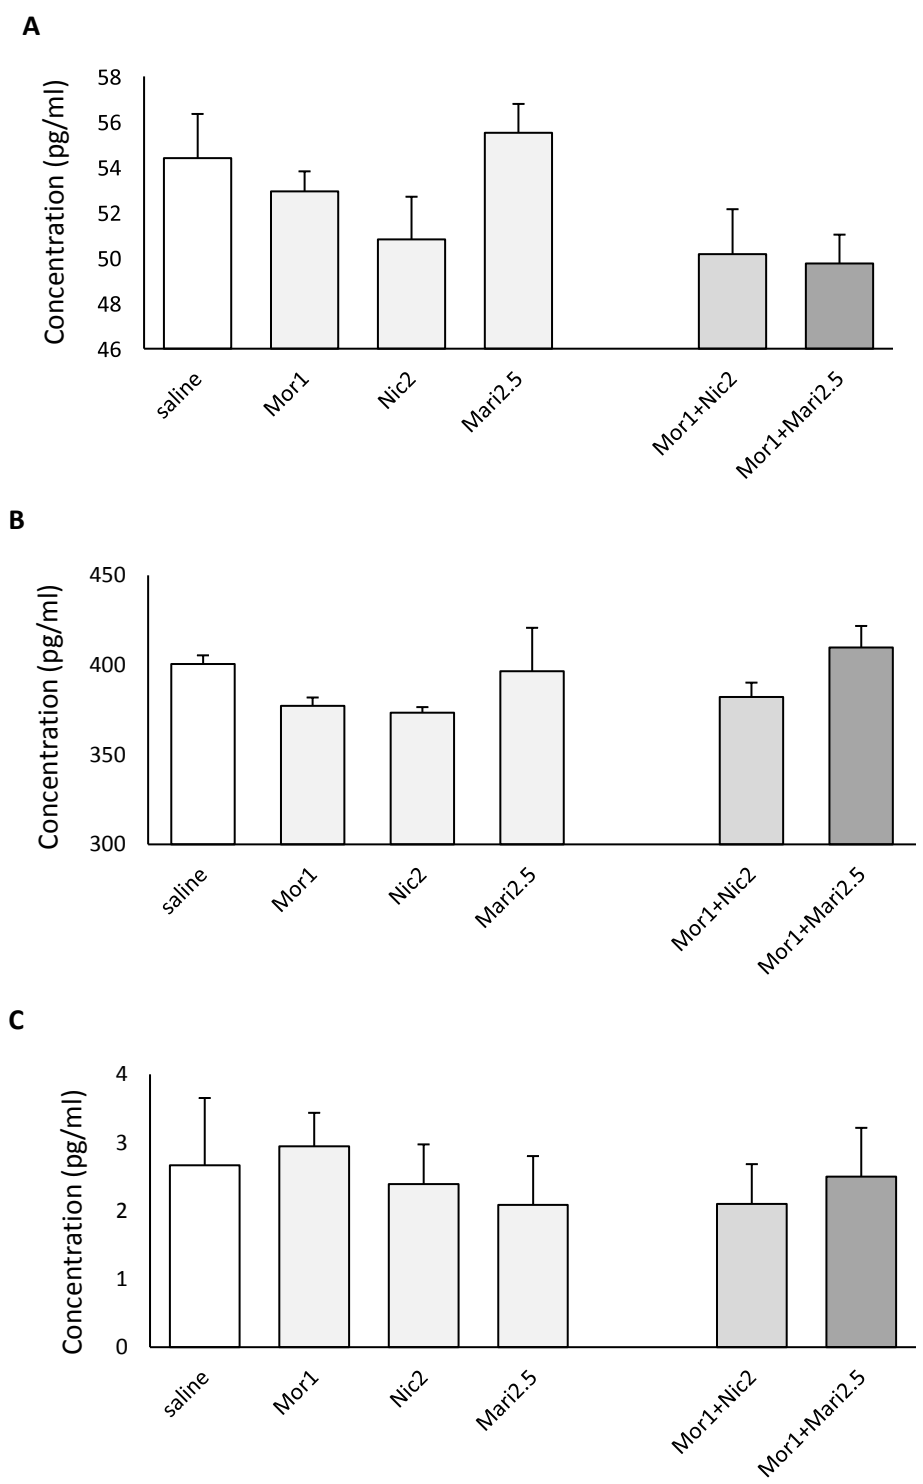 A
Concentration (pg/ml)
58
56
54
52
50
48
46
saline
Mor1
Nic2
Mari2.5
Mor1+Nic2
Mor1+Mari2.5
B
Concentration (pg/ml)
450
400
350
300
saline
Mor1
Nic2
Mari2.5
Mor1+Nic2
Mor1+Mari2.5
C
Concentration (pg/ml)
4
3
2
1
0
saline
Mor1
Nic2
Mari2.5
Mor1+Nic2
Mor1+Mari2.5